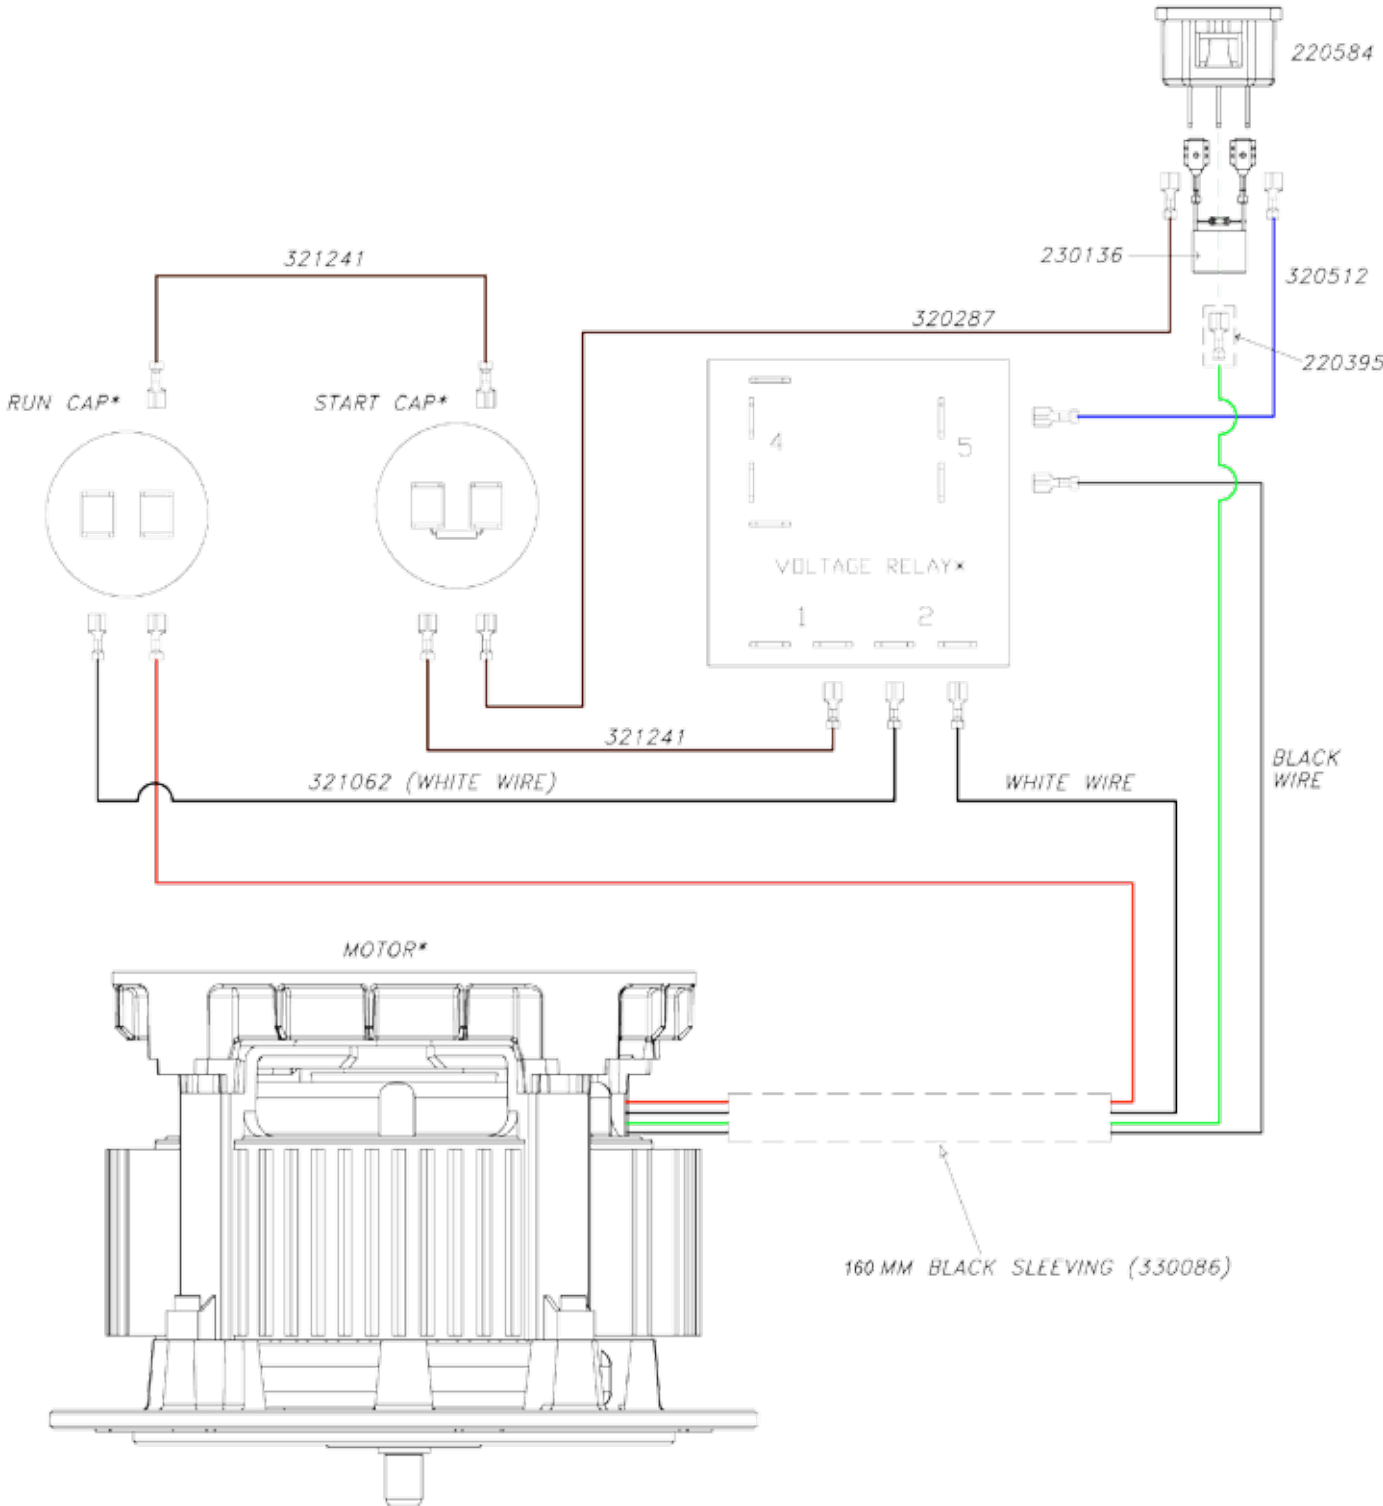 220584
321241
230136
320512
320287
220395
RUN CAP*
START CAP*
4
5
VOLTAGE RELAY*
1
2
321241
321062 (WHITE WIRE)
WHITE WIRE
BLACK
WIRE
MOTOR*
160 MM BLACK SLEEVING (330086)